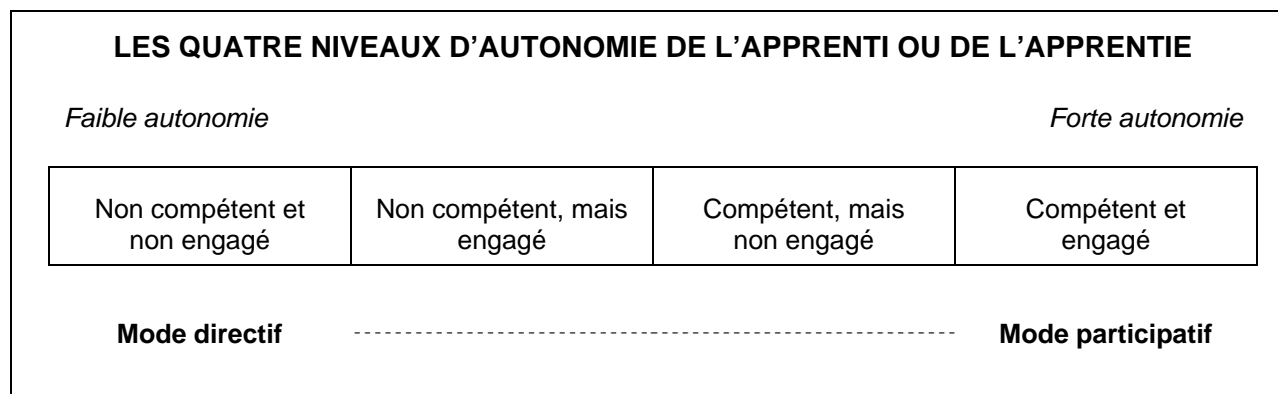 LES QUATRE NIVEAUX D’AUTONOMIE DE L’APPRENTI OU DE L’APPRENTIE
Faible autonomie
Forte autonomie
Non compétent et
non engagé
Non compétent, mais
engagé
Compétent, mais
non engagé
Compétent et
engagé
Mode directif
Mode participatif